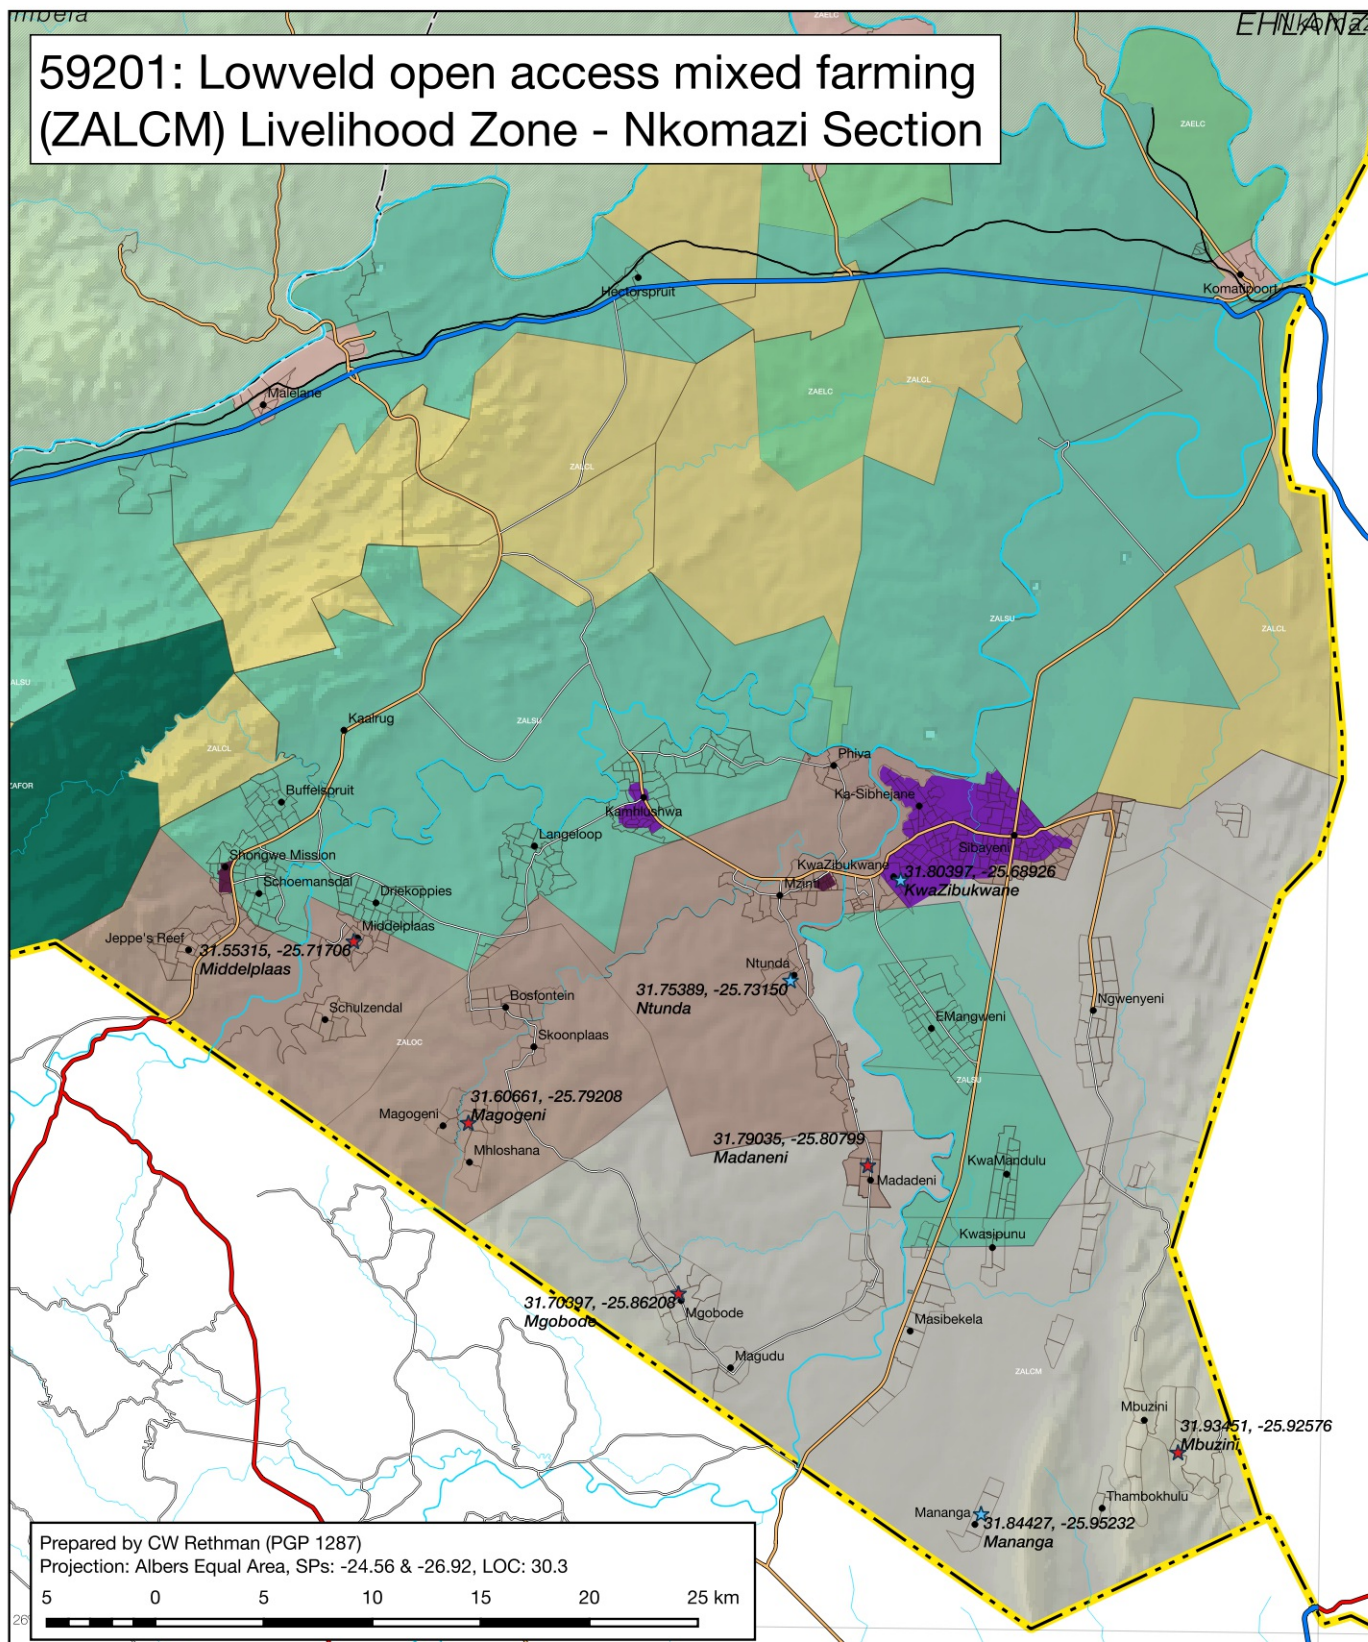 mbela
ZAELC
EHLANZ
59201: Lowveld open access mixed farming
(ZALCM) Livelihood Zone - Nkomazi Section
ZAELC
Hectorspruit
Komatipoort
Malelane
ZAELC
ZALCL
ZALCL
ZALSU
ZALCL
ALSU
ZALSU
Kaalrug
ZALCL
ZAFOR
Phiva
Buffelspruit
Ka-Sibhejane
Kamhlushwa
Langeloop
Sibayeni
Shongwe Mission
KwaZibukwane
31.80397, -25.68926
KwaZibukwane
Schoemansdal
Driekoppies
Mzinti
Middelplaas
Jeppe's Reef
31.55315, -25.71706
Middelplaas
Ntunda
31.75389, -25.73150
Ntunda
Bosfontein
Schulzendal
EMangweni
Ngwenyeni
Skoonplaas
ZALOC
ZALSU
31.60661, -25.79208
Magogeni
Magogeni
31.79035, -25.80799
Madaneni
Mhloshana
KwaMandulu
Madadeni
Kwasipunu
31.70397, -25.86208
Mgobode
Mgobode
Masibekela
Magudu
ZALCM
Mbuzini
31.93451, -25.92576
Mbuzini
Thambokhulu
Mananga
31.84427, -25.95232
Mananga
Prepared by CW Rethman (PGP 1287)
Projection: Albers Equal Area, SPs: -24.56 & -26.92, LOC: 30.3
5 0 5 10 15 20 25 km
26°